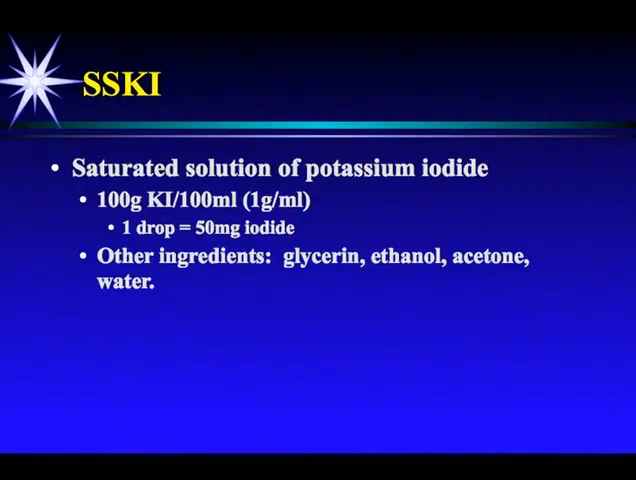 SSKI
• Saturated solution of potassium iodide
• 100g KI/100ml (1g/ml)
• 1 drop = 50mg iodide
• Other ingredients:  glycerin, ethanol, acetone,
water.